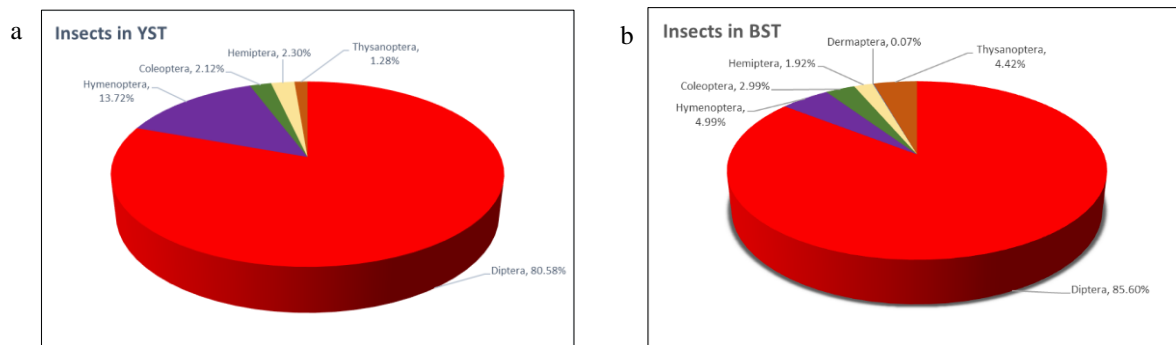 a
Insects in YST
Hemiptera, 2.30%
Thysanoptera,
1.28%
Coleoptera, 2.12%
Hymenoptera,
13.72%
Diptera, 80.58%
b
Insects in BST
Dermaptera, 0.07%
Thysanoptera,
4.42%
Hemiptera, 1.92%
Coleoptera, 2.99%
Hymenoptera,
4.99%
Diptera, 85.60%